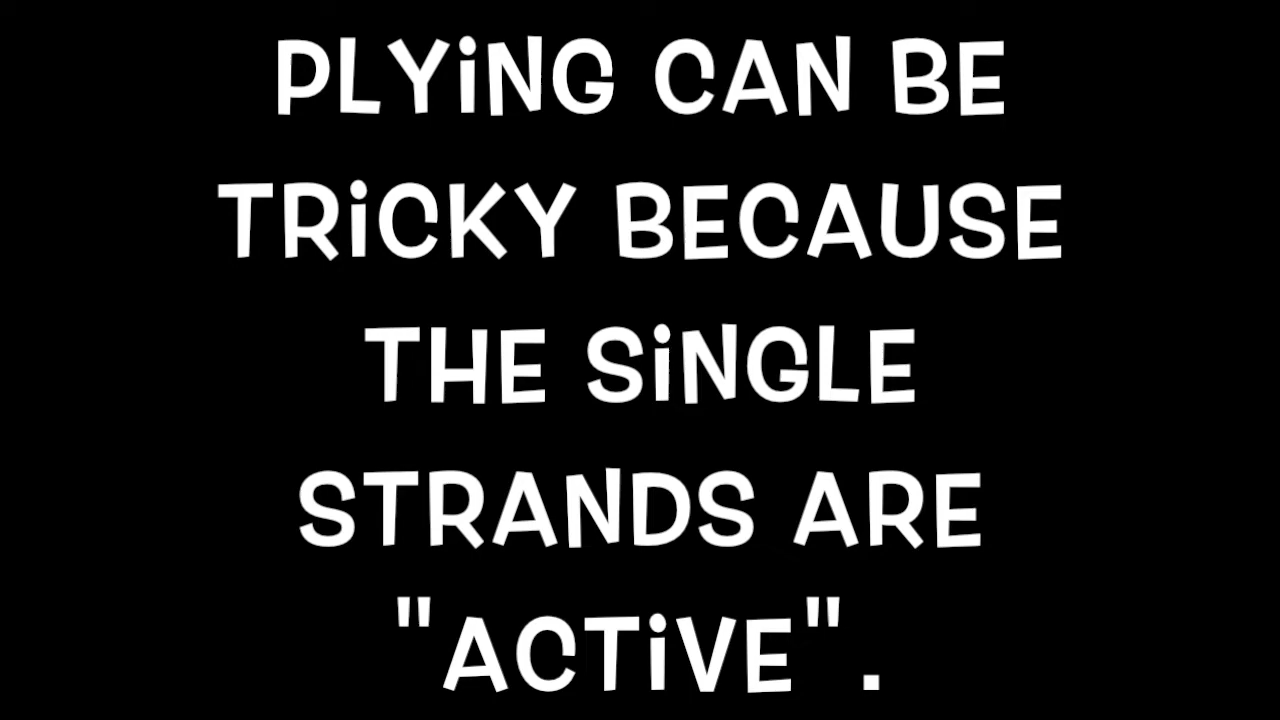 PLYING CAN BE
TRICKY BECAUSE
THE SINGLE
STRANDS ARE
"ACTIVE".